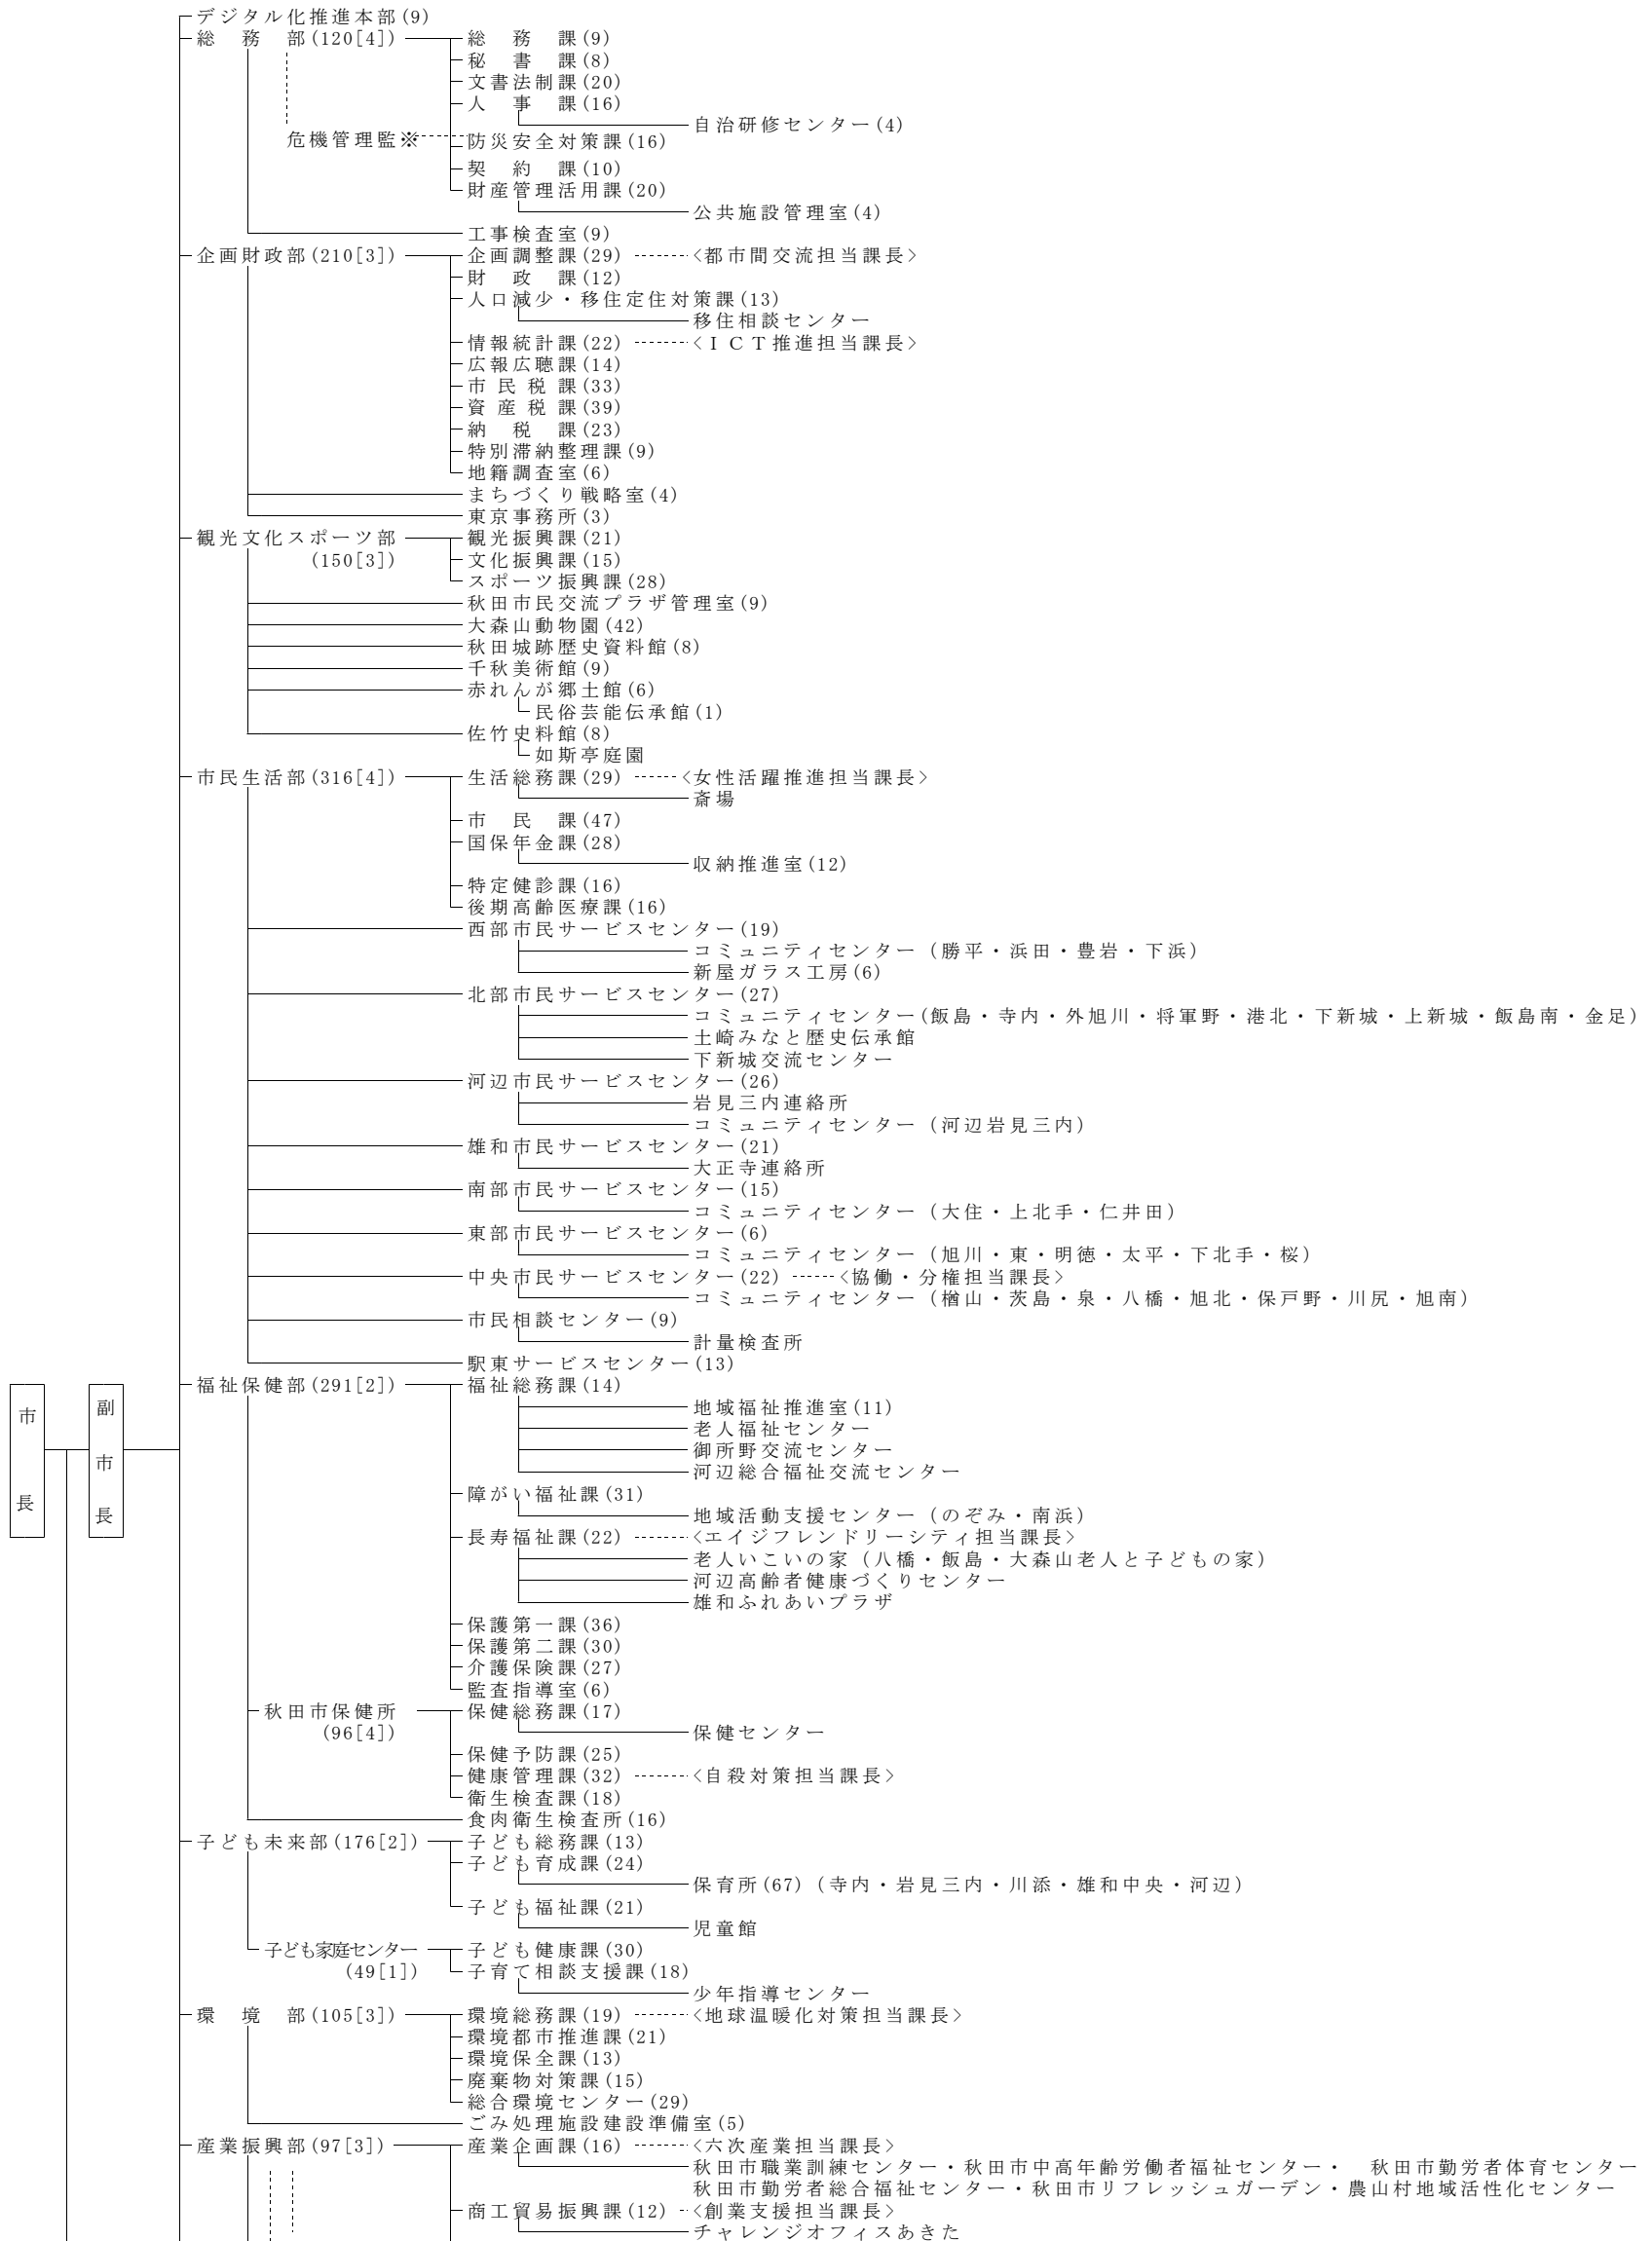 デジタル化推進本部(9)
総　務　部(120[4])　総　務　課(9)
秘　書　課(8)
文書法制課(20)
人　事　課(16)
自治研修センター(4)
危機管理監※　防災安全対策課(16)
契　約　課(10)
財産管理活用課(20)
公共施設管理室(4)
工事検査室(9)
企画財政部(210[3])　企画調整課(29)　<都市間交流担当課長>
財　政　課(12)
人口減少・移住定住対策課(13)
移住相談センター
情報統計課(22)　<ＩＣＴ推進担当課長>
広報広聴課(14)
市民税課(33)
資産税課(39)
納　税　課(23)
特別滞納整理課(9)
地籍調査室(6)
まちづくり戦略室(4)
東京事務所(3)
観光文化スポーツ部　観光振興課(21)
(150[3])　文化振興課(15)
スポーツ振興課(28)
秋田市民交流プラザ管理室(9)
大森山動物園(42)
秋田城跡歴史資料館(8)
千秋美術館(9)
赤れんが郷土館(6)
民俗芸能伝承館(1)
佐竹史料館(8)
如斯亭庭園
市民生活部(316[4])　生活総務課(29)　<女性活躍推進担当課長>
斎場
市　民　課(47)
国保年金課(28)
収納推進室(12)
特定健診課(16)
後期高齢医療課(16)
西部市民サービスセンター(19)
コミュニティセンター（勝平・浜田・豊岩・下浜）
新屋ガラス工房(6)
北部市民サービスセンター(27)
コミュニティセンター(飯島・寺内・外旭川・将軍野・港北・下新城・上新城・飯島南・金足)
土崎みなと歴史伝承館
下新城交流センター
河辺市民サービスセンター(26)
岩見三内連絡所
コミュニティセンター（河辺岩見三内）
雄和市民サービスセンター(21)
大正寺連絡所
南部市民サービスセンター(15)
コミュニティセンター（大住・上北手・仁井田）
東部市民サービスセンター(6)
コミュニティセンター（旭川・東・明徳・太平・下北手・桜）
中央市民サービスセンター(22)　<協働・分権担当課長>
コミュニティセンター（楢山・茨島・泉・八橋・旭北・保戸野・川尻・旭南）
市民相談センター(9)
計量検査所
駅東サービスセンター(13)
市長
副市長
福祉保健部(291[2])　福祉総務課(14)
地域福祉推進室(11)
老人福祉センター
御所野交流センター
河辺総合福祉交流センター
障がい福祉課(31)
地域活動支援センター（のぞみ・南浜）
長寿福祉課(22)　<エイジフレンドリーシティ担当課長>
老人いこいの家（八橋・飯島・大森山老人と子どもの家）
河辺高齢者健康づくりセンター
雄和ふれあいプラザ
保護第一課(36)
保護第二課(30)
介護保険課(27)
監査指導室(6)
秋田市保健所　保健総務課(17)
(96[4])　保健センター
保健予防課(25)
健康管理課(32)　<自殺対策担当課長>
衛生検査課(18)
食肉衛生検査所(16)
子ども未来部(176[2])　子ども総務課(13)
子ども育成課(24)
保育所(67)（寺内・岩見三内・川添・雄和中央・河辺）
子ども福祉課(21)
児童館
子ども家庭センター　子ども健康課(30)
(49[1])　子育て相談支援課(18)
少年指導センター
環　境　部(105[3])　環境総務課(19)　<地球温暖化対策担当課長>
環境都市推進課(21)
環境保全課(13)
廃棄物対策課(15)
総合環境センター(29)
ごみ処理施設建設準備室(5)
産業振興部(97[3])　産業企画課(16)　<六次産業担当課長>
秋田市職業訓練センター・秋田市中高年齢労働者福祉センター・　秋田市勤労者体育センター
秋田市勤労者総合福祉センター・秋田市リフレッシュガーデン・農山村地域活性化センター
商工貿易振興課(12)　<創業支援担当課長>
チャレンジオフィスあきた